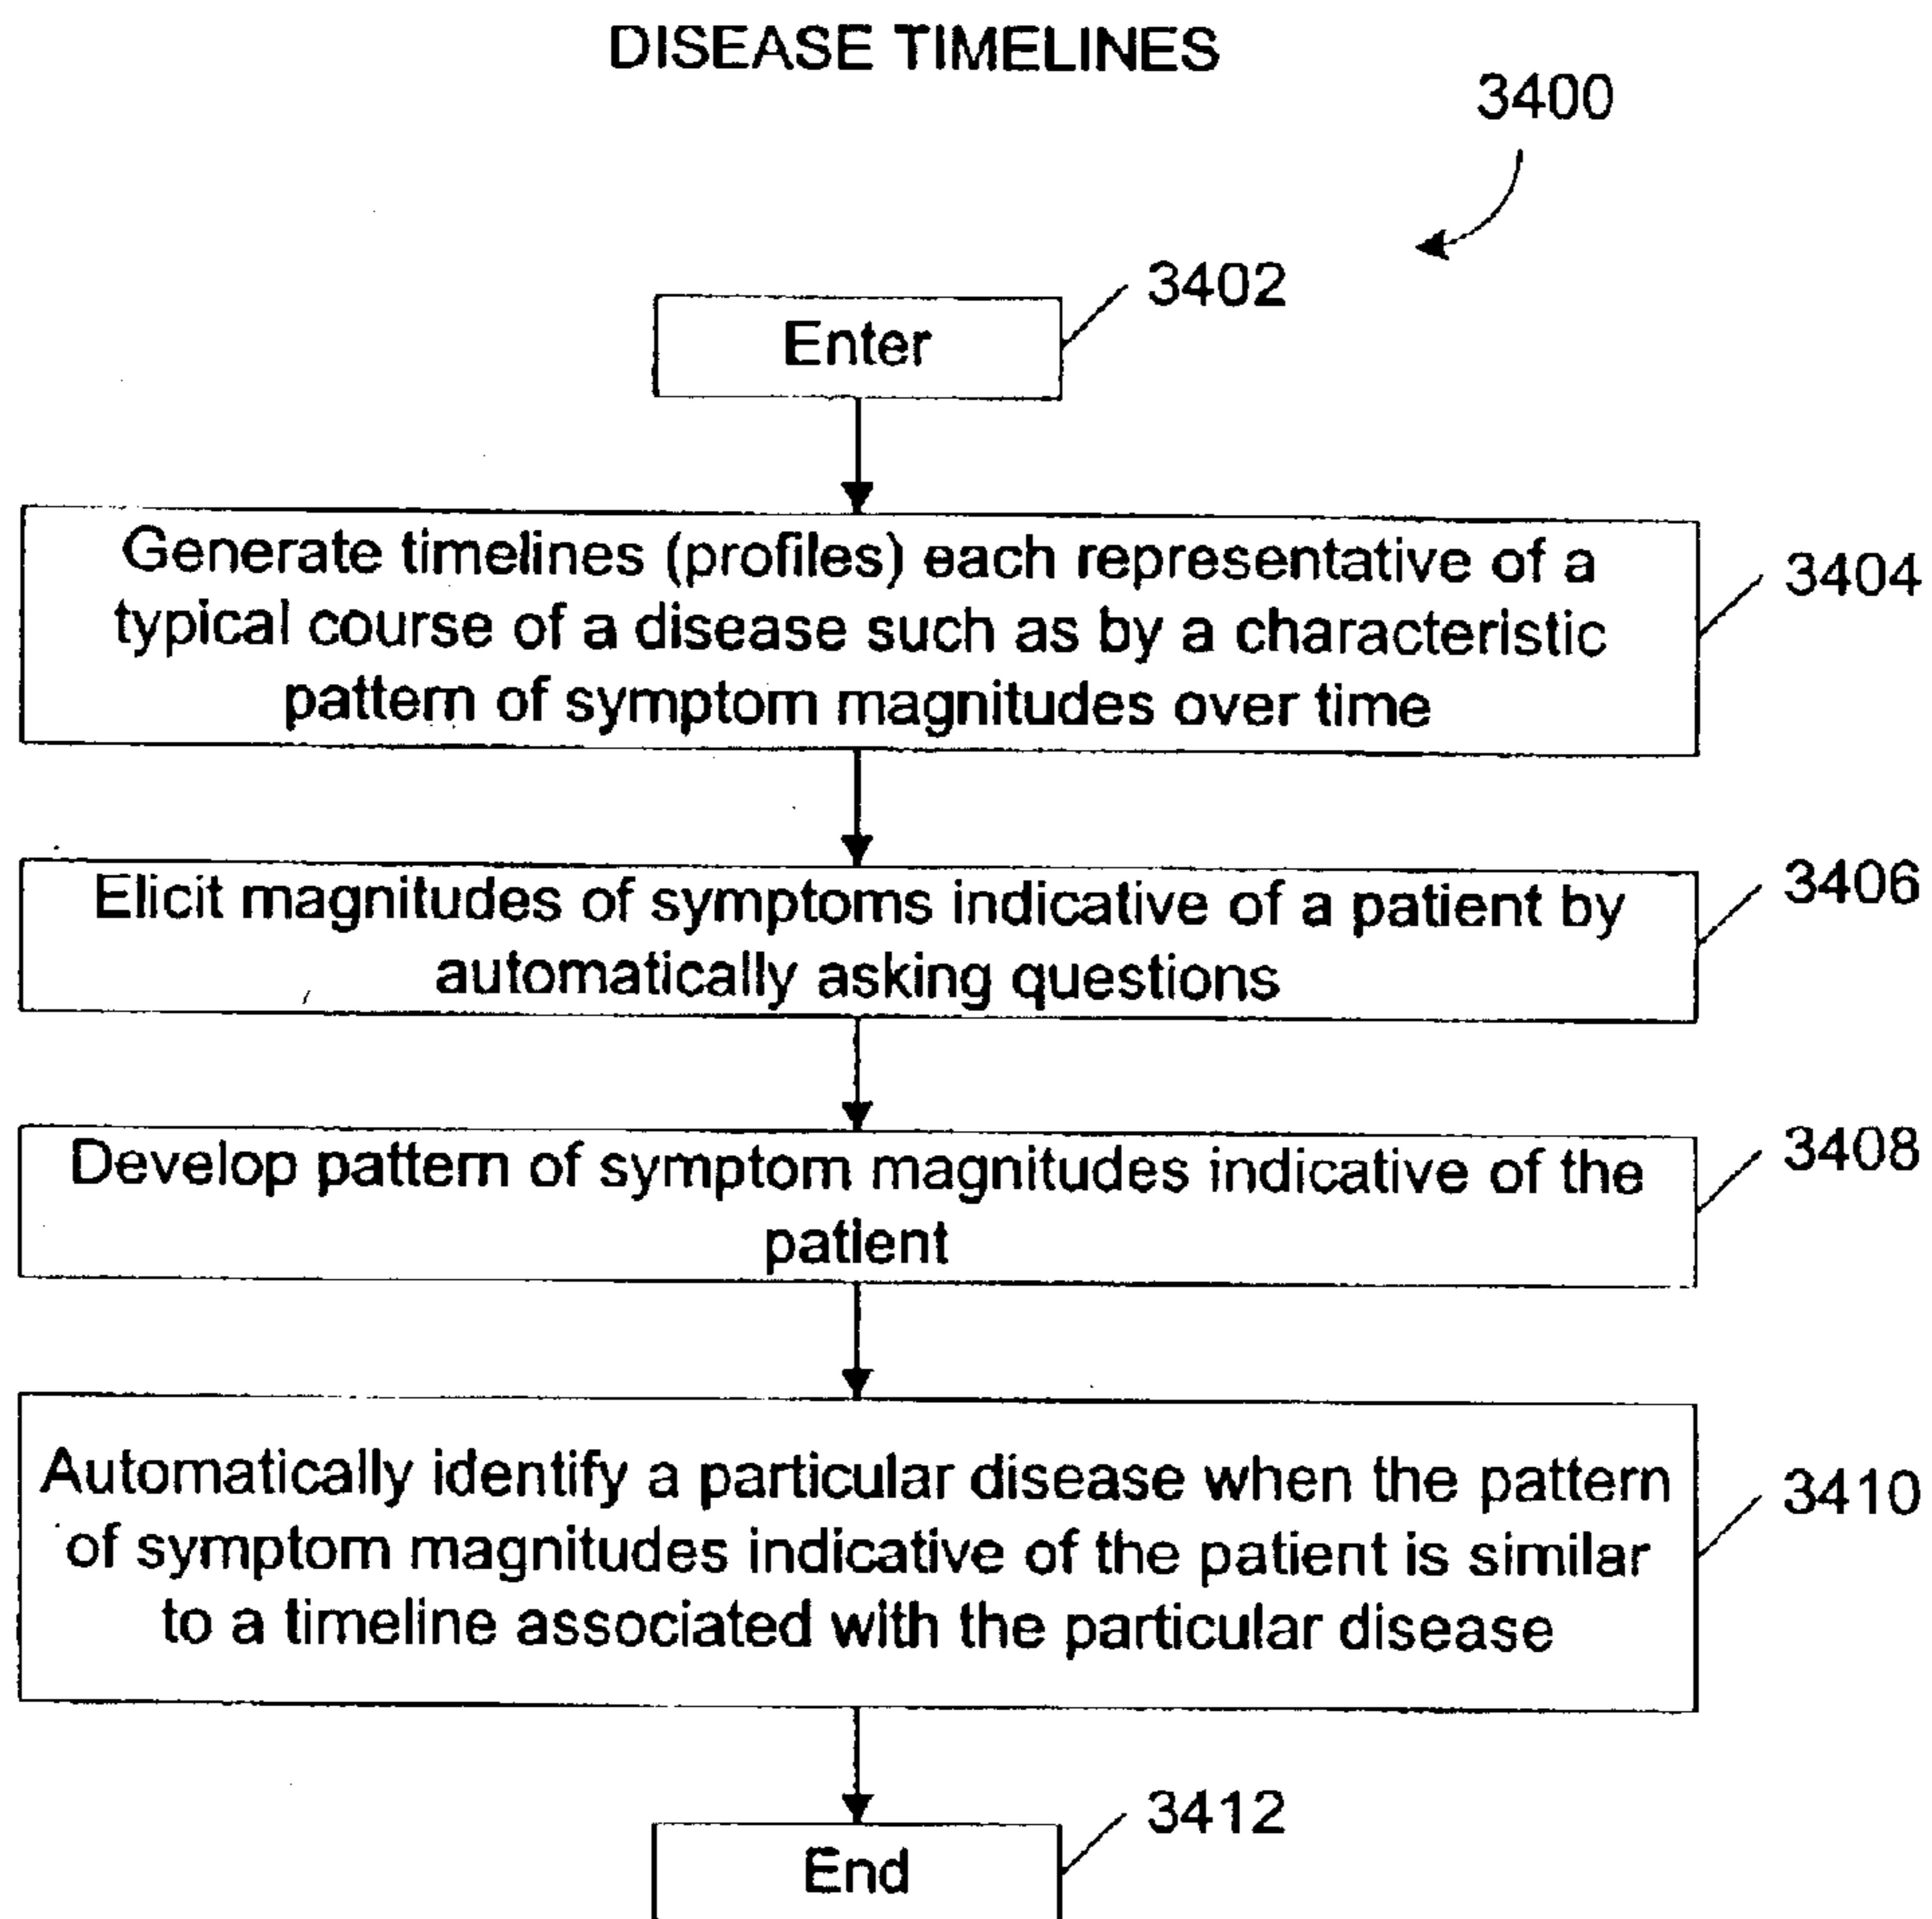 DISEASE TIMELINES
3400
3402
Enter
Generate timelines (profiles) each representative of a
typical course of a disease such as by a characteristic
pattern of symptom magnitudes over time
3404
Elicit magnitudes of symptoms indicative of a patient by
automatically asking questions
3406
Develop pattern of symptom magnitudes indicative of the
patient
3408
Automatically identify a particular disease when the pattern
of symptom magnitudes indicative of the patient is similar
to a timeline associated with the particular disease
3410
3412
End